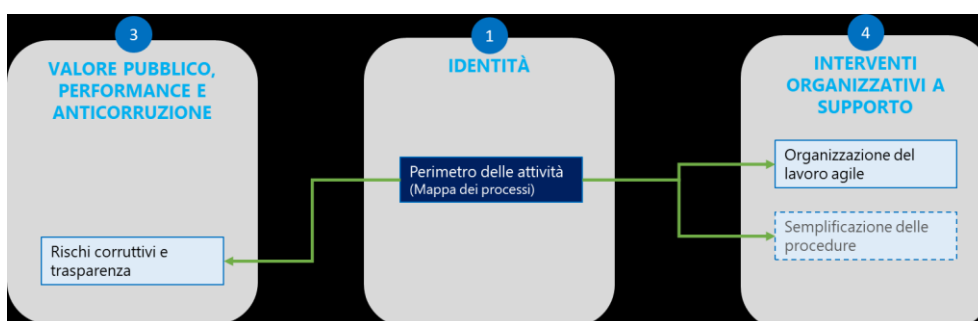 3
VALORE PUBBLICO,
PERFORMANCE E
ANTICORRUZIONE
Rischi corruttivi e
trasparenza
1
IDENTITÀ
Perimetro delle attività
(Mappa dei processi)
4
INTERVENTI
ORGANIZZATIVI A
SUPPORTO
Organizzazione del
lavoro agile
Semplificazione delle
procedure